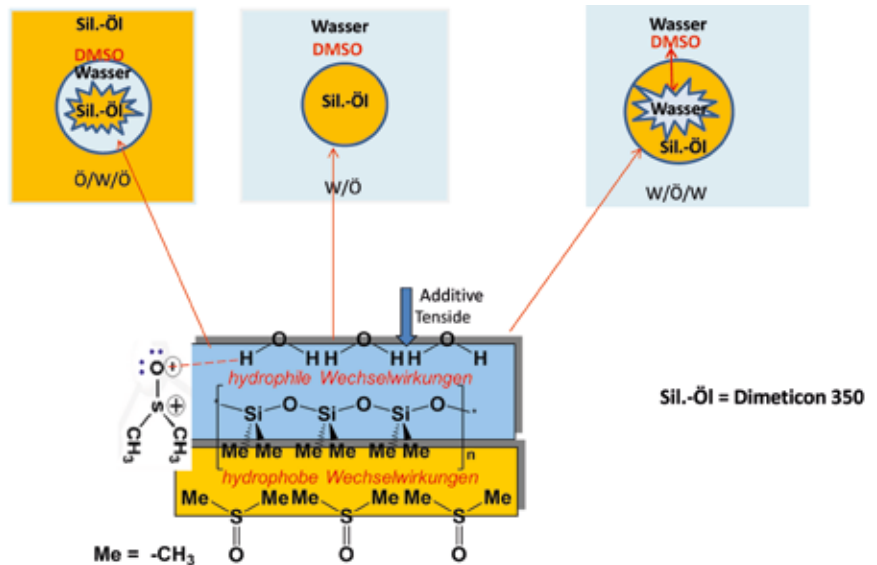 Sil.-Öl
DMSO
Wasser
Sil.-Öl
Ö/W/Ö
Wasser
DMSO
Sil.-Öl
W/Ö
Wasser
DMSO
Wasser
Sil.-Öl
W/Ö/W
Additive
Tenside
O O O
H H H H H H
hydrophile Wechselwirkungen
O
S
CH3 CH3
* Si O Si O Si O *
Me Me Me Me Me Me
n
hydrophobe Wechselwirkungen
Me Me Me Me Me Me
S S S
O O O
Me = -CH3
Sil.-Öl = Dimeticon 350